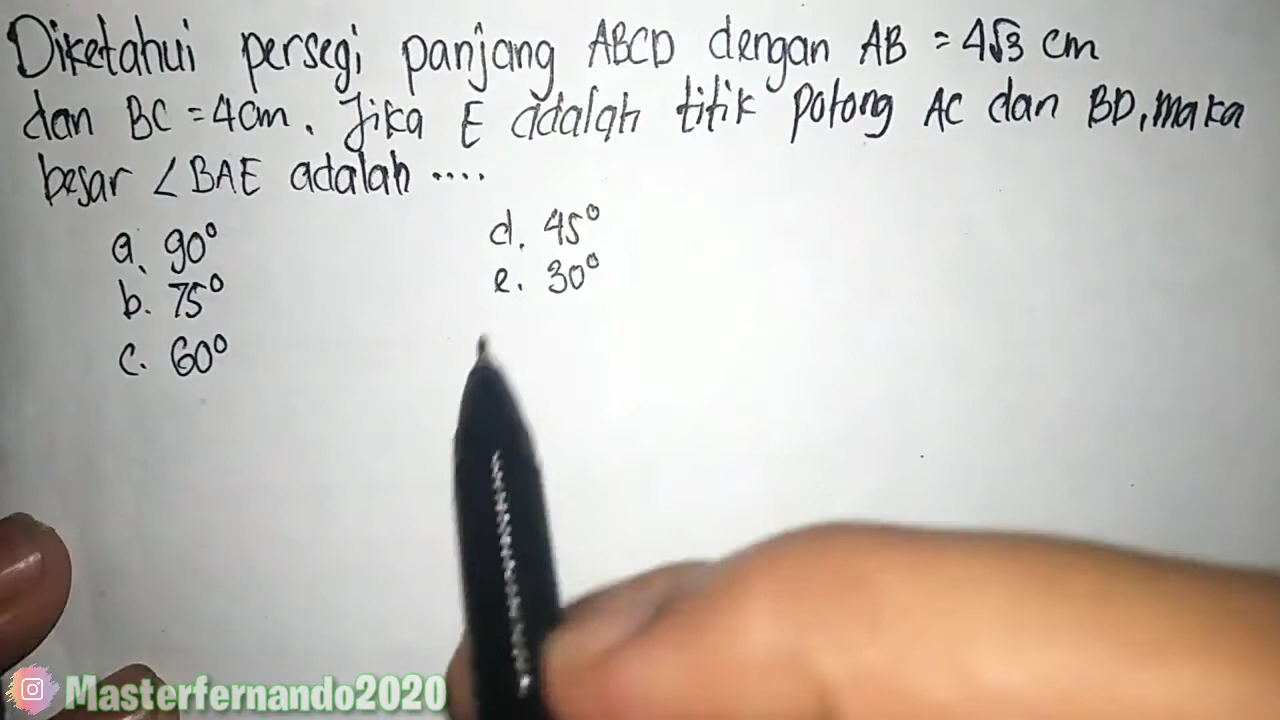 Diketahui persegi panjang ABCD dengan AB = 4√3 cm
dan BC = 4cm. Jika E adalah titik potong AC dan BD, maka
besar ∠BAE adalah ....
a. 90°
b. 75°
c. 60°
d. 45°
e. 30°
Masterfernando2020